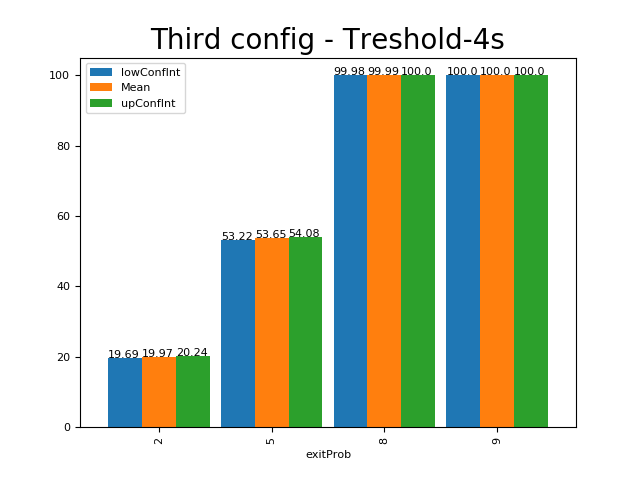 Third config - Treshold-4s
lowConfInt
Mean
upConfInt
100
80
60
40
20
0
19.69 19.97 20.24
53.22 53.65 54.08
99.98 99.99 100.0
100.0 100.0 100.0
2
5
8
9
exitProb